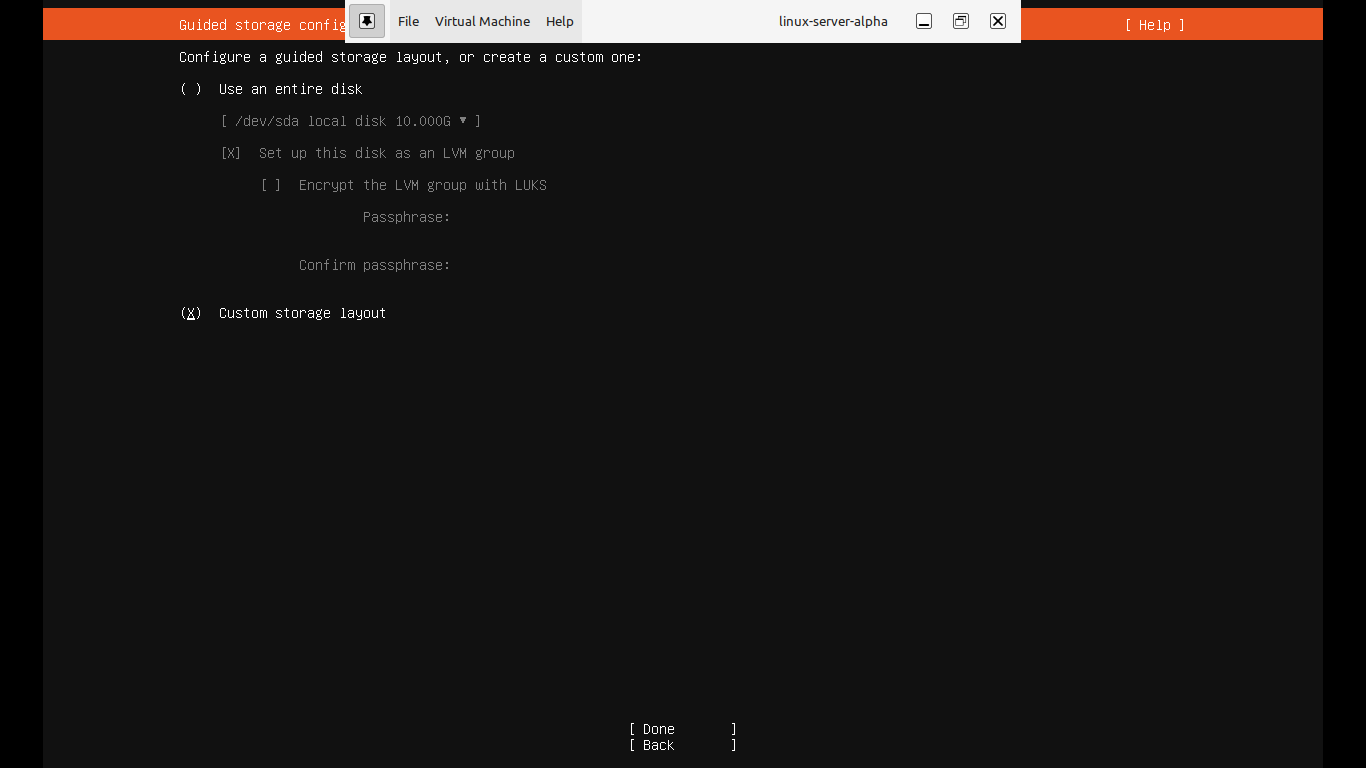 File Virtual Machine Help linux-server-alpha
Guided storage config [ Help ]
Configure a guided storage layout, or create a custom one:
( ) Use an entire disk
[ /dev/sda local disk 10.000G ▾ ]
[X] Set up this disk as an LVM group
[ ] Encrypt the LVM group with LUKS
Passphrase:
Confirm passphrase:
(X) Custom storage layout
[ Done ]
[ Back ]